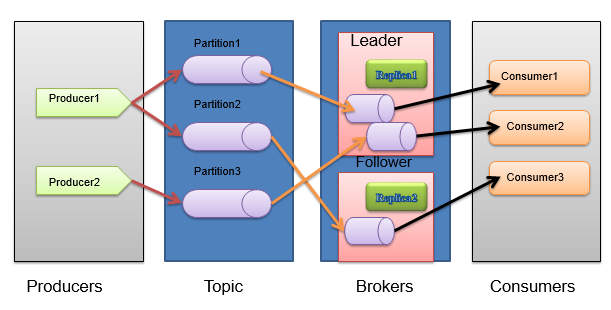 Producer1
Producer2
Producers
Partition1
Partition2
Partition3
Topic
Leader
Replica1
Follower
Replica2
Brokers
Consumer1
Consumer2
Consumer3
Consumers